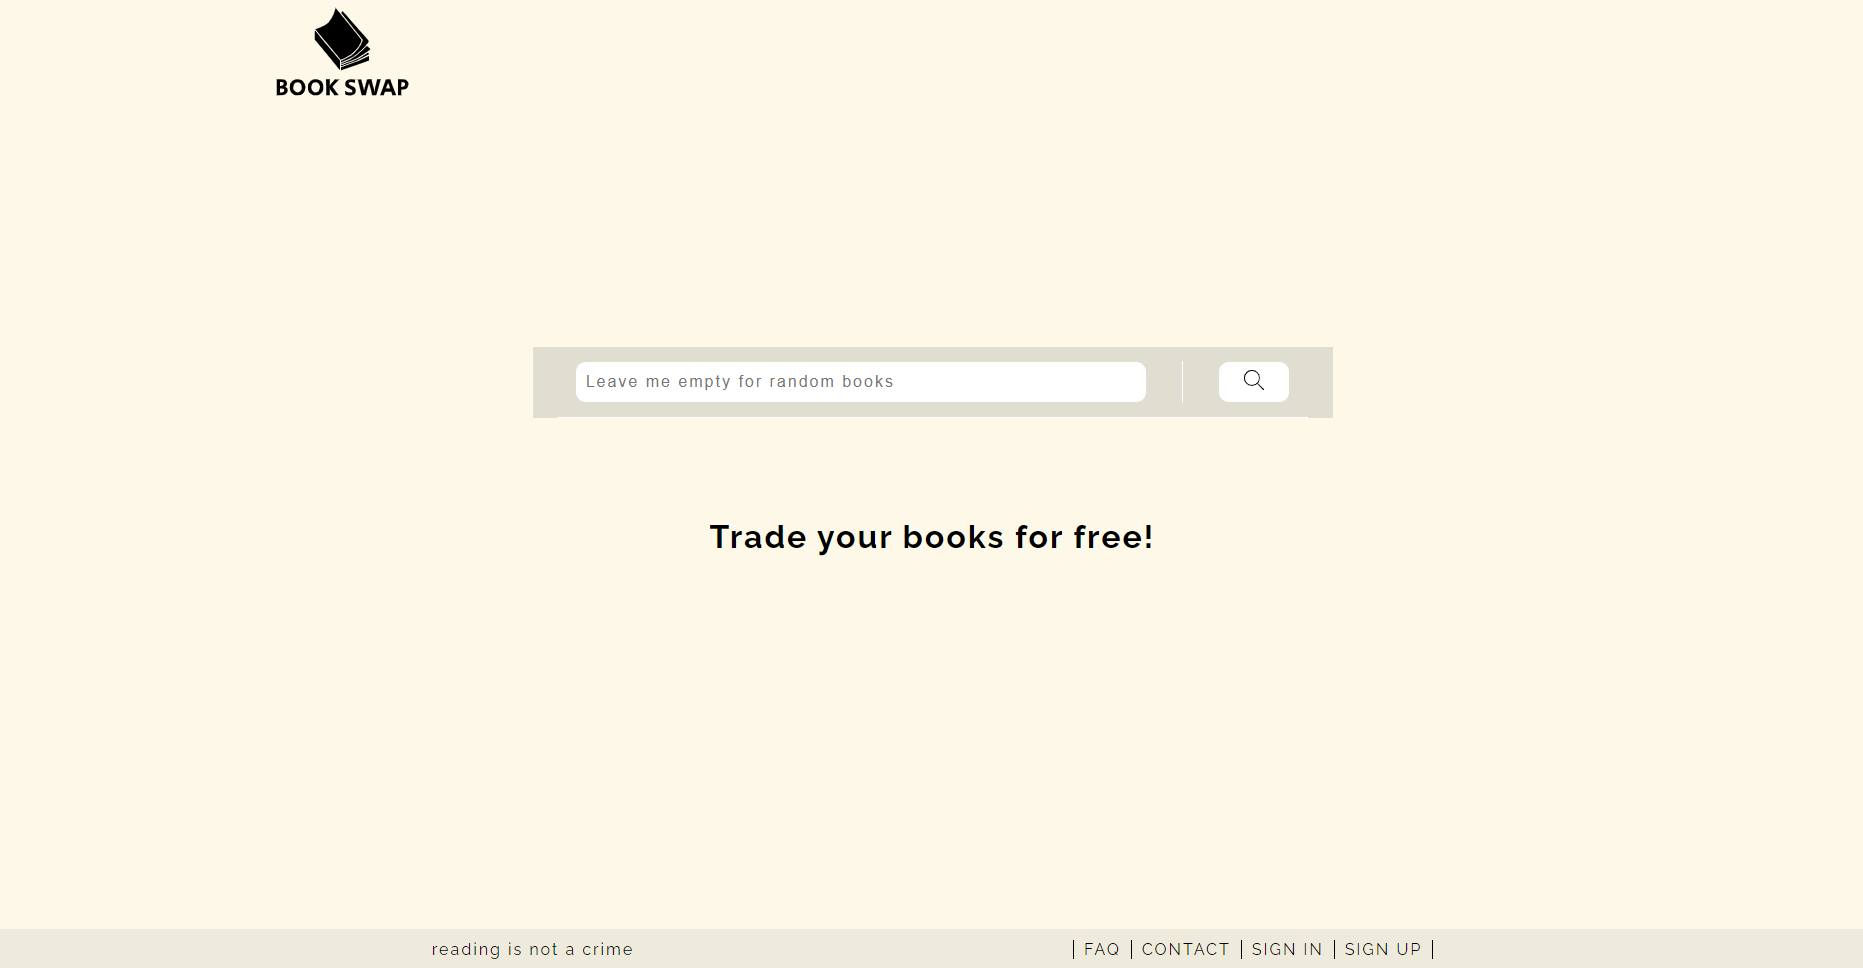 BOOK SWAP
Leave me empty for random books
Trade your books for free!
reading is not a crime
| FAQ | CONTACT | SIGN IN | SIGN UP |